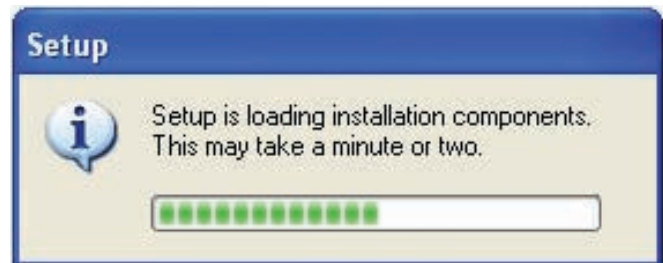 Setup
Setup is loading installation components.
This may take a minute or two.